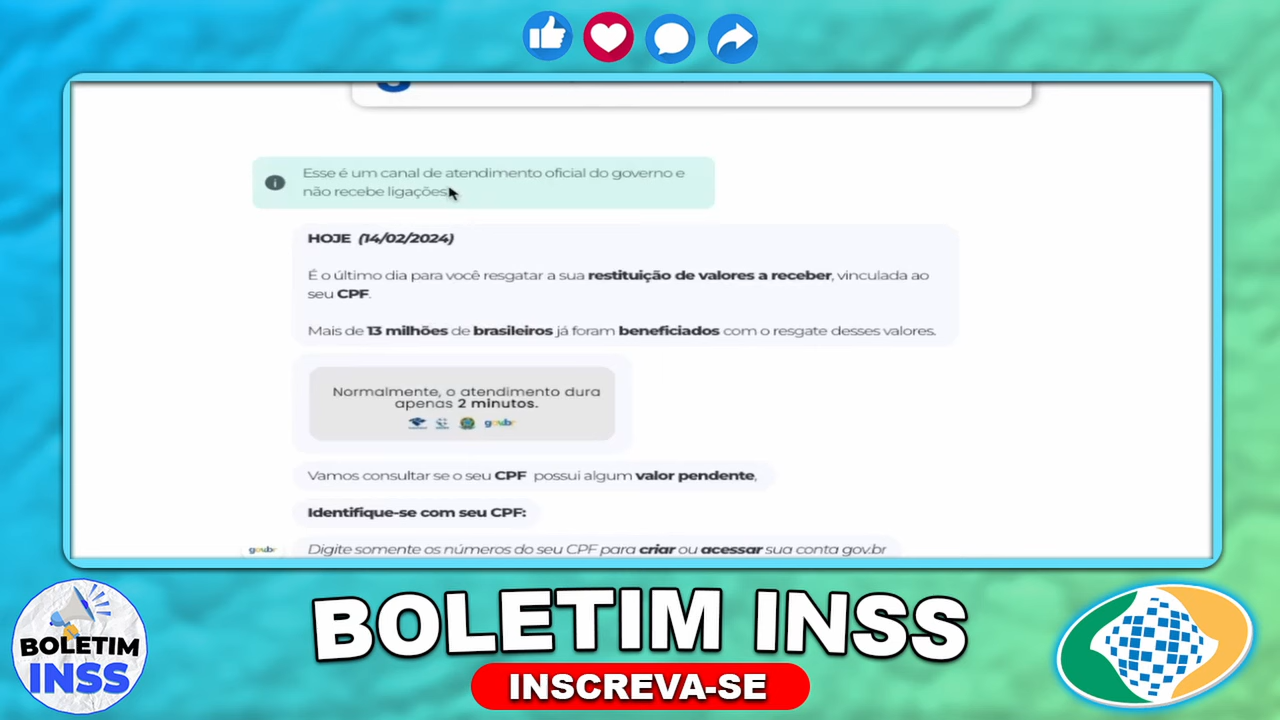 Esse é um canal de atendimento oficial do governo e
não recebe ligações.
HOJE (14/02/2024)
É o último dia para você resgatar a sua restituição de valores a receber, vinculada ao
seu CPF.
Mais de 13 milhões de brasileiros já foram beneficiados com o resgate desses valores.
Normalmente, o atendimento dura
apenas 2 minutos.
gov.br
Vamos consultar se o seu CPF possui algum valor pendente,
Identifique-se com seu CPF:
gov.br
Digite somente os números do seu CPF para criar ou acessar sua conta gov.br
BOLETIM INSS
INSCREVA-SE
BOLETIM
INSS